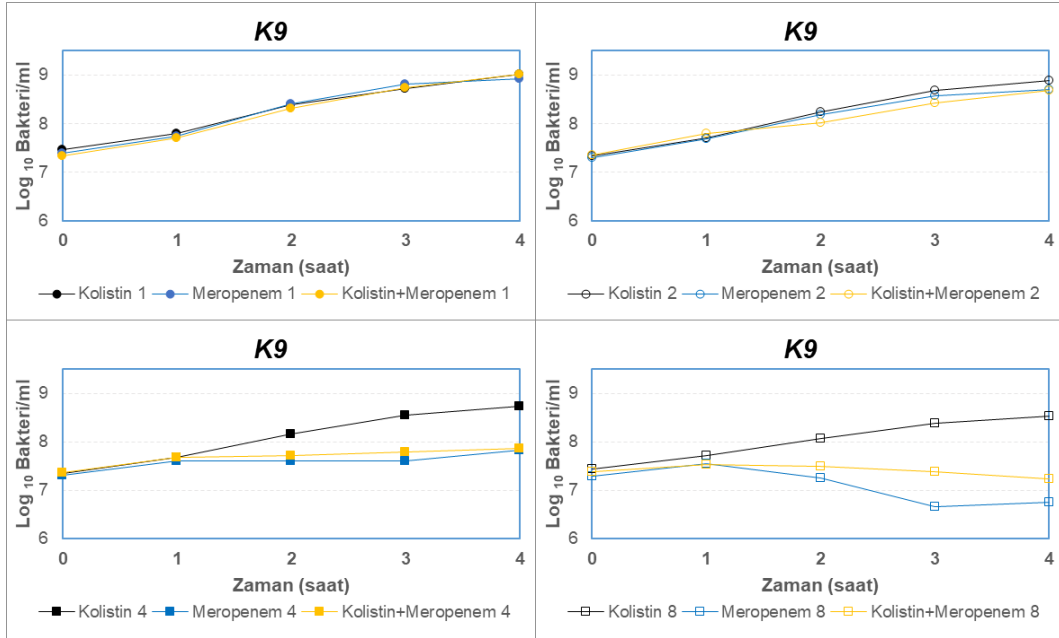 K9
Log 10 Bakteri/ml
9
8
7
6
0 1 2 3 4
Zaman (saat)
Kolistin 1 Meropenem 1 Kolistin+Meropenem 1
K9
Log 10 Bakteri/ml
9
8
7
6
0 1 2 3 4
Zaman (saat)
Kolistin 2 Meropenem 2 Kolistin+Meropenem 2
K9
Log 10 Bakteri/ml
9
8
7
6
0 1 2 3 4
Zaman (saat)
Kolistin 4 Meropenem 4 Kolistin+Meropenem 4
K9
Log 10 Bakteri/ml
9
8
7
6
0 1 2 3 4
Zaman (saat)
Kolistin 8 Meropenem 8 Kolistin+Meropenem 8